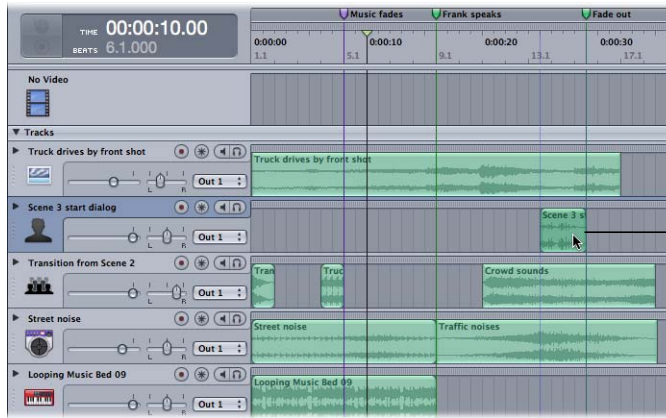 Music fades Frank speaks Fade out
TIME 00:00:10.00
BEATS 6.1.000
0:00:00 0:00:10 0:00:20 0:00:30
1.1 5.1 9.1 13.1 17.1
No Video
Tracks
Truck drives by front shot
Truck drives by front shot
L R Out 1
Scene 3 start dialog
Scene 3 st
L R Out 1
Transition from Scene 2
Tran Truc Crowd sounds
L R Out 1
Street noise
Street noise Traffic noises
L R Out 1
Looping Music Bed 09
Looping Music Bed 09
L R Out 1